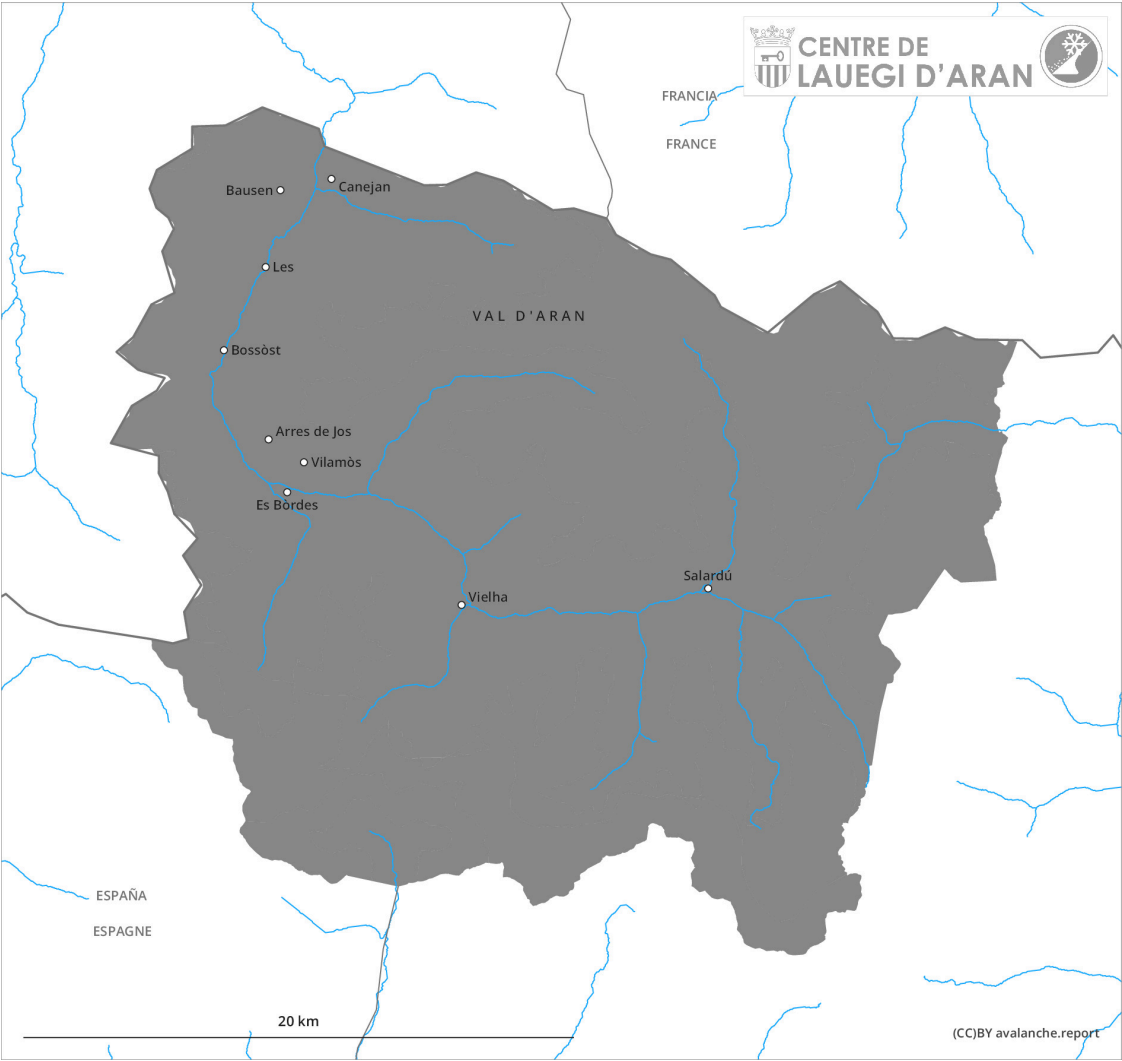 CENTRE DE
LAUEGI D'ARAN
FRANCIA
FRANCE
Bausen
Canejan
Les
VAL D'ARAN
Bossòst
Arres de Jos
Vilamòs
Es Bòrdes
Salardú
Vielha
ESPAÑA
ESPAGNE
20 km
(CC)BY avalanche.report